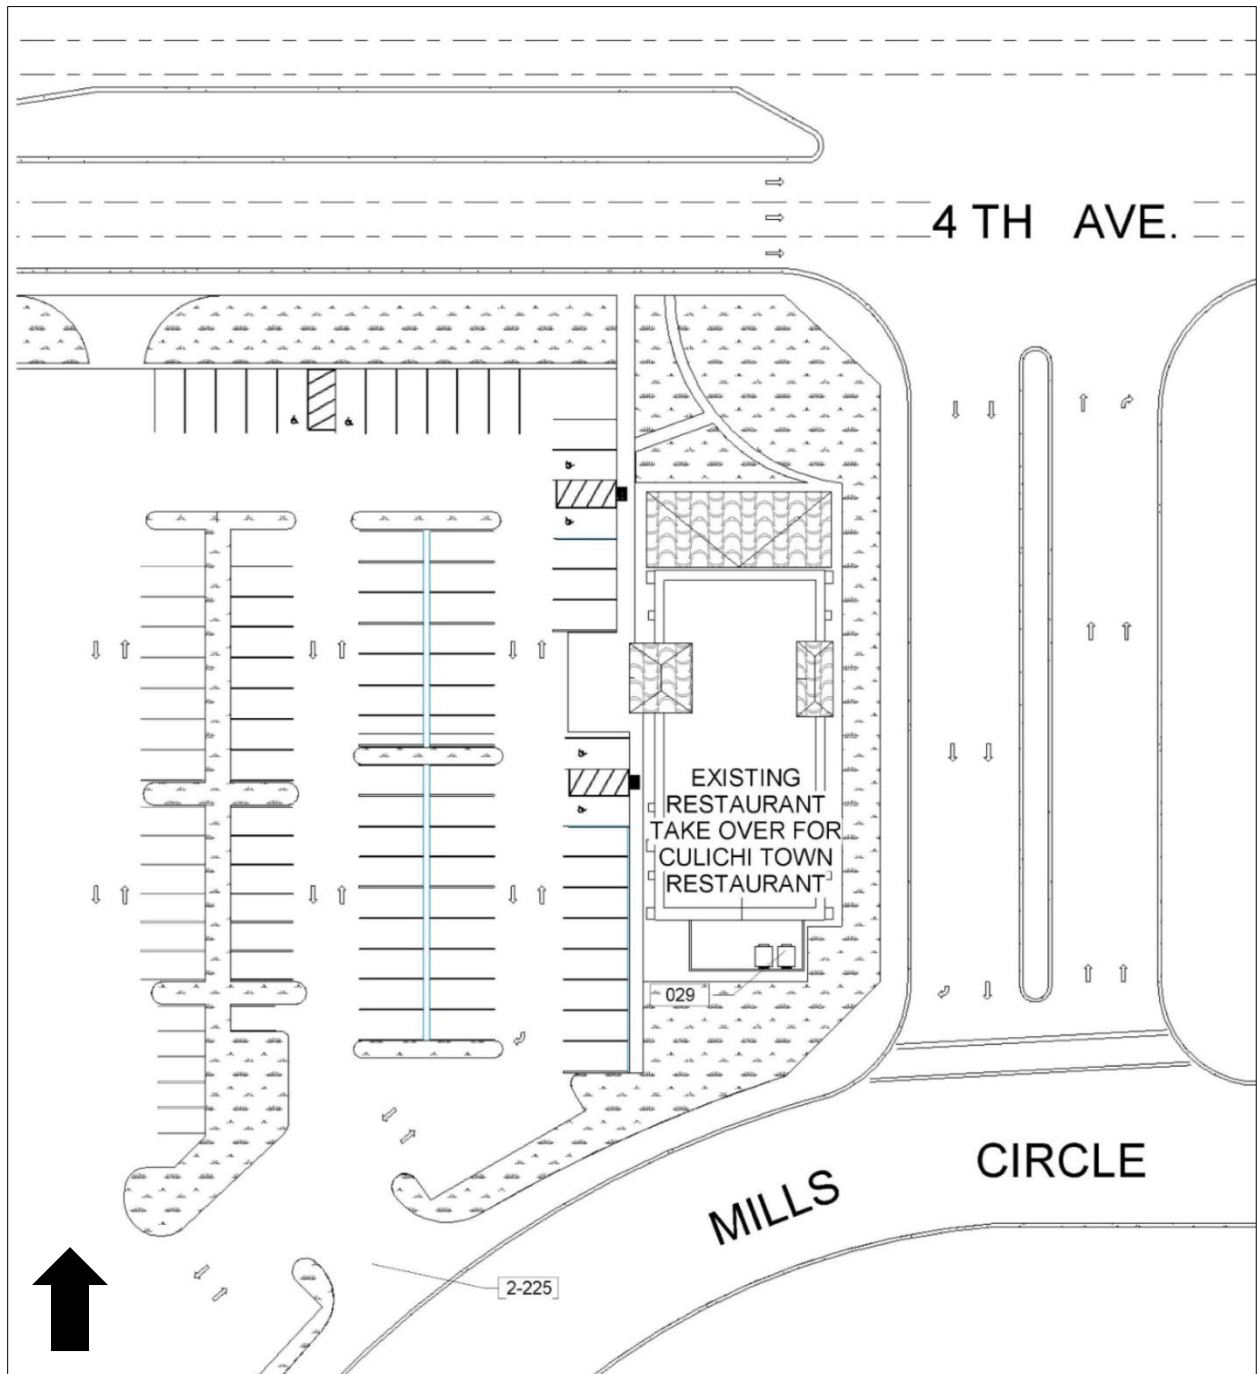 4 TH AVE.
EXISTING
RESTAURANT
TAKE OVER FOR
CULICHI TOWN
RESTAURANT
029
MILLS CIRCLE
2-225